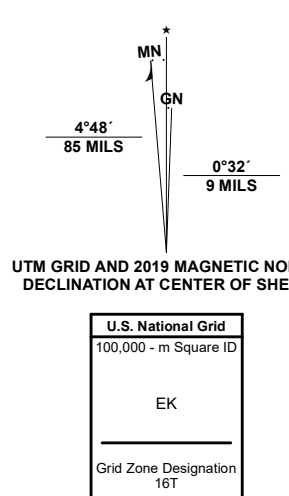 ★
MN
GN
4°48´
85 MILS
0°32´
9 MILS
UTM GRID AND 2019 MAGNETIC NO
DECLINATION AT CENTER OF SHE
U.S. National Grid
100,000 - m Square ID
EK
Grid Zone Designation
16T